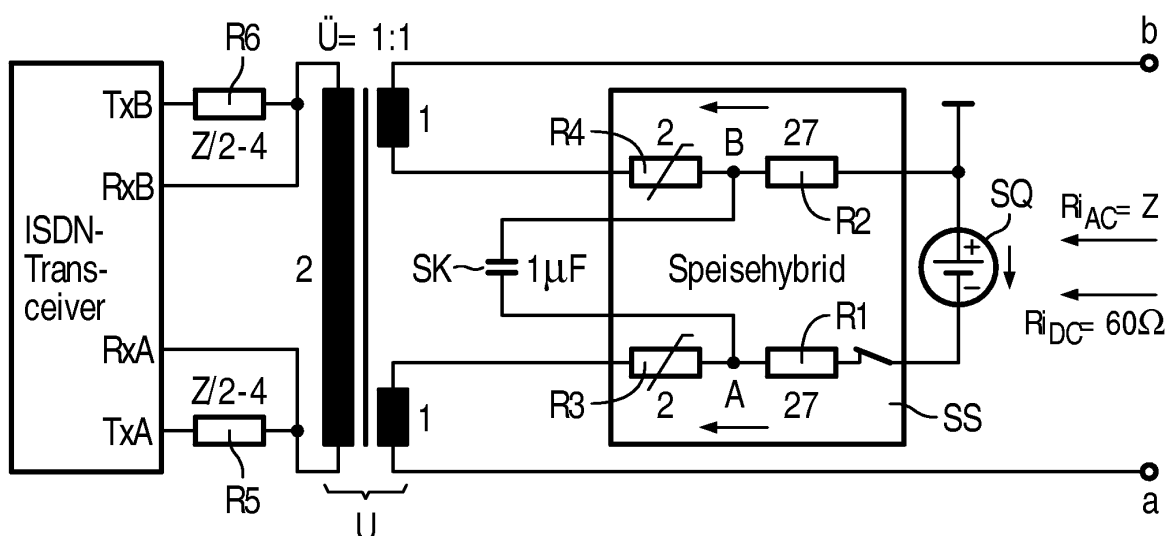 R6
Ü= 1:1
b
TxB
Z/2-4
RxB
1
R4
2
B
27
R2
SQ
+
−
Ri_AC= Z
ISDN-
Trans-
ceiver
2
SK
1µF
Speisehybrid
Ri_DC= 60Ω
RxA
Z/2-4
TxA
R5
1
R3
2
A
R1
27
SS
U
a